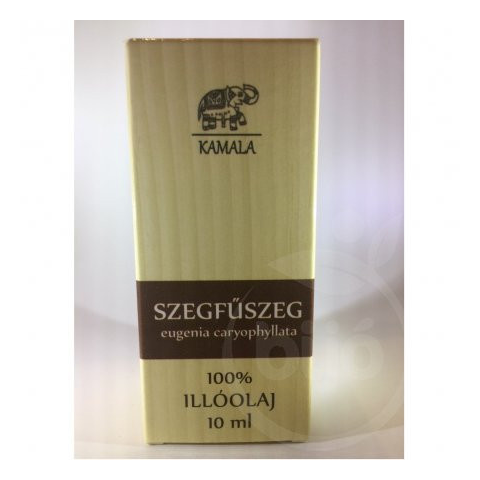 KAMALA
SZEGFŰSZEG
eugenia caryophyllata
100%
ILLÓOLAJ
10 ml